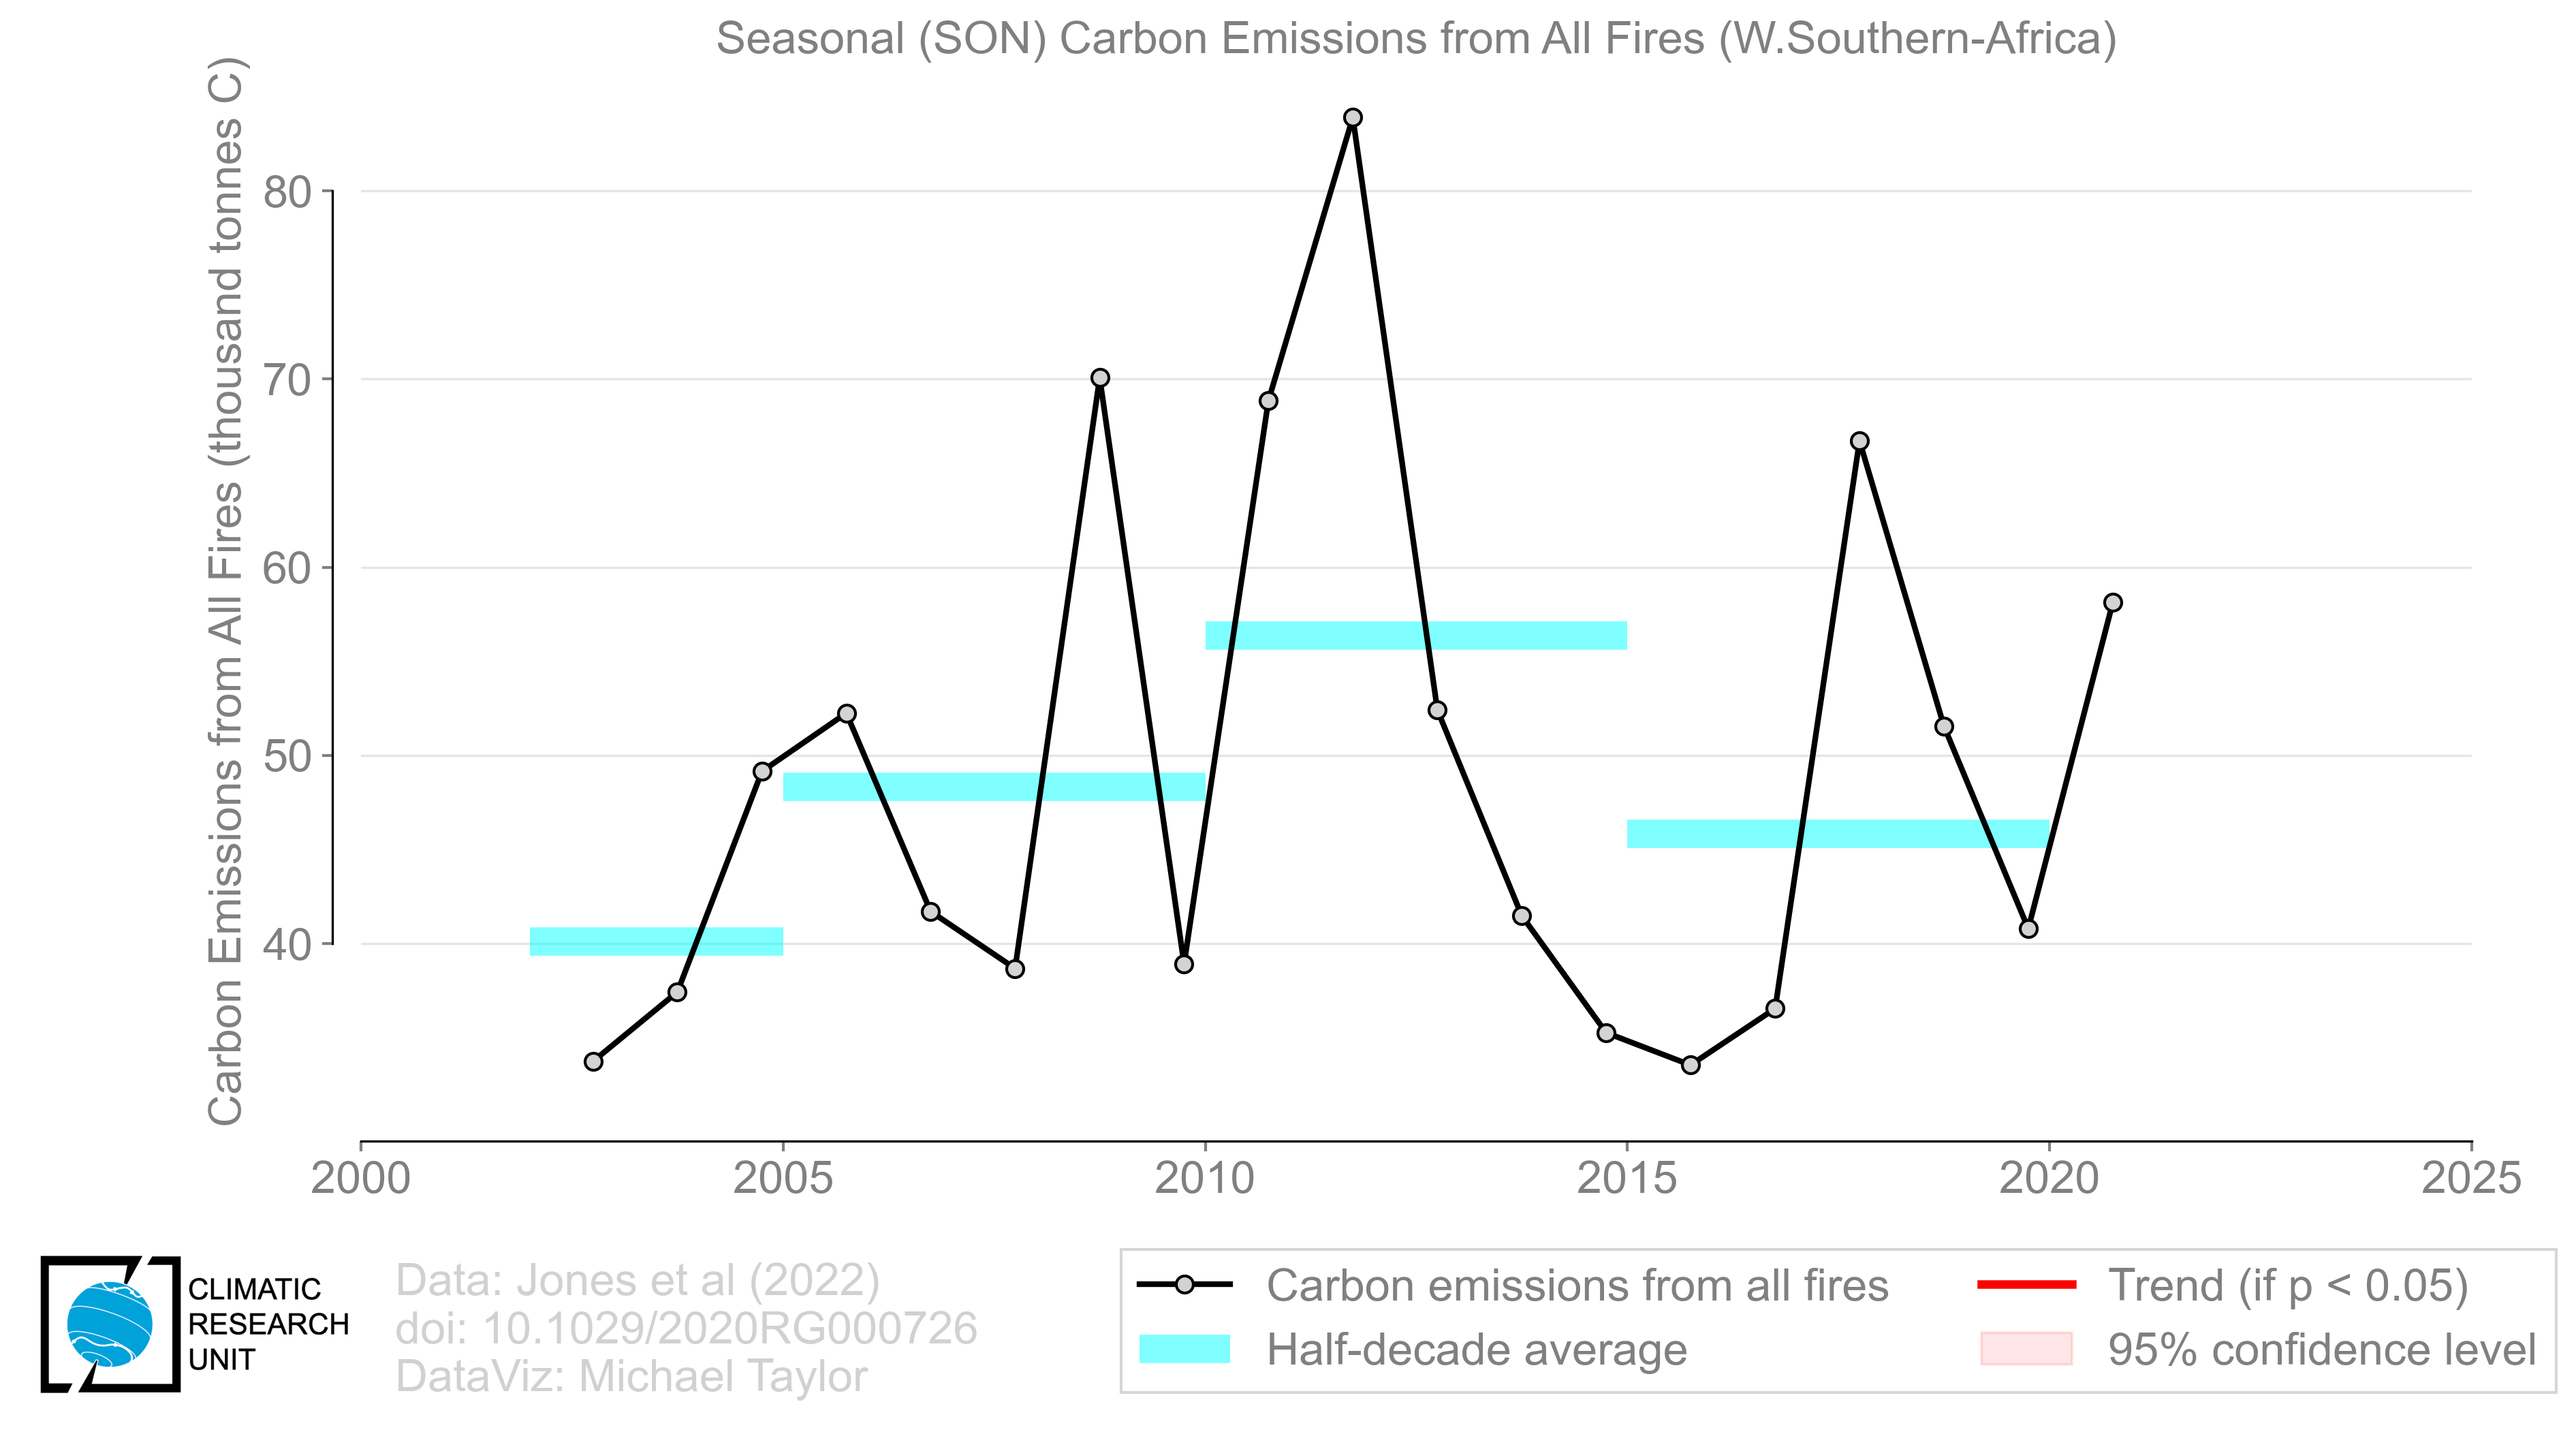 Seasonal (SON) Carbon Emissions from All Fires (W.Southern-Africa)
Carbon Emissions from All Fires (thousand tonnes C)
80
70
60
50
40
2000
2005
2010
2015
2020
2025
CLIMATIC
RESEARCH
UNIT
Data: Jones et al (2022)
doi: 10.1029/2020RG000726
DataViz: Michael Taylor
Carbon emissions from all fires
Half-decade average
Trend (if p < 0.05)
95% confidence level